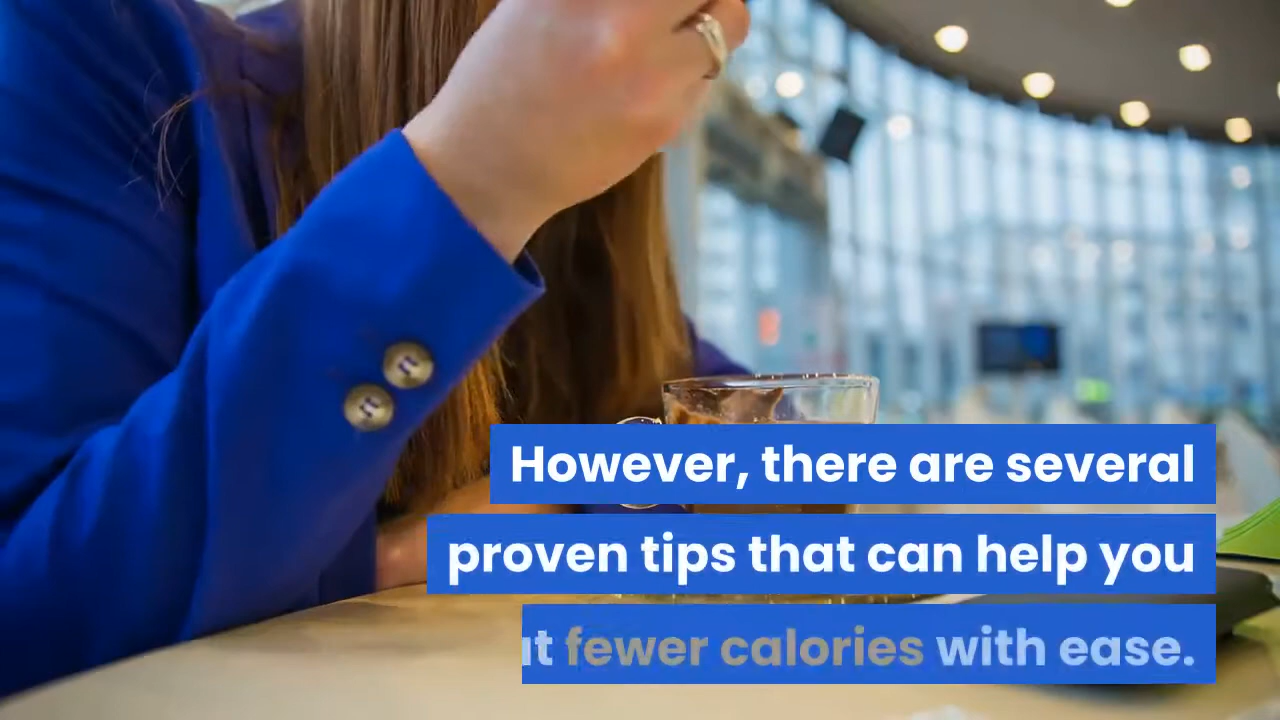 However, there are several
proven tips that can help you
fewer calories with ease.